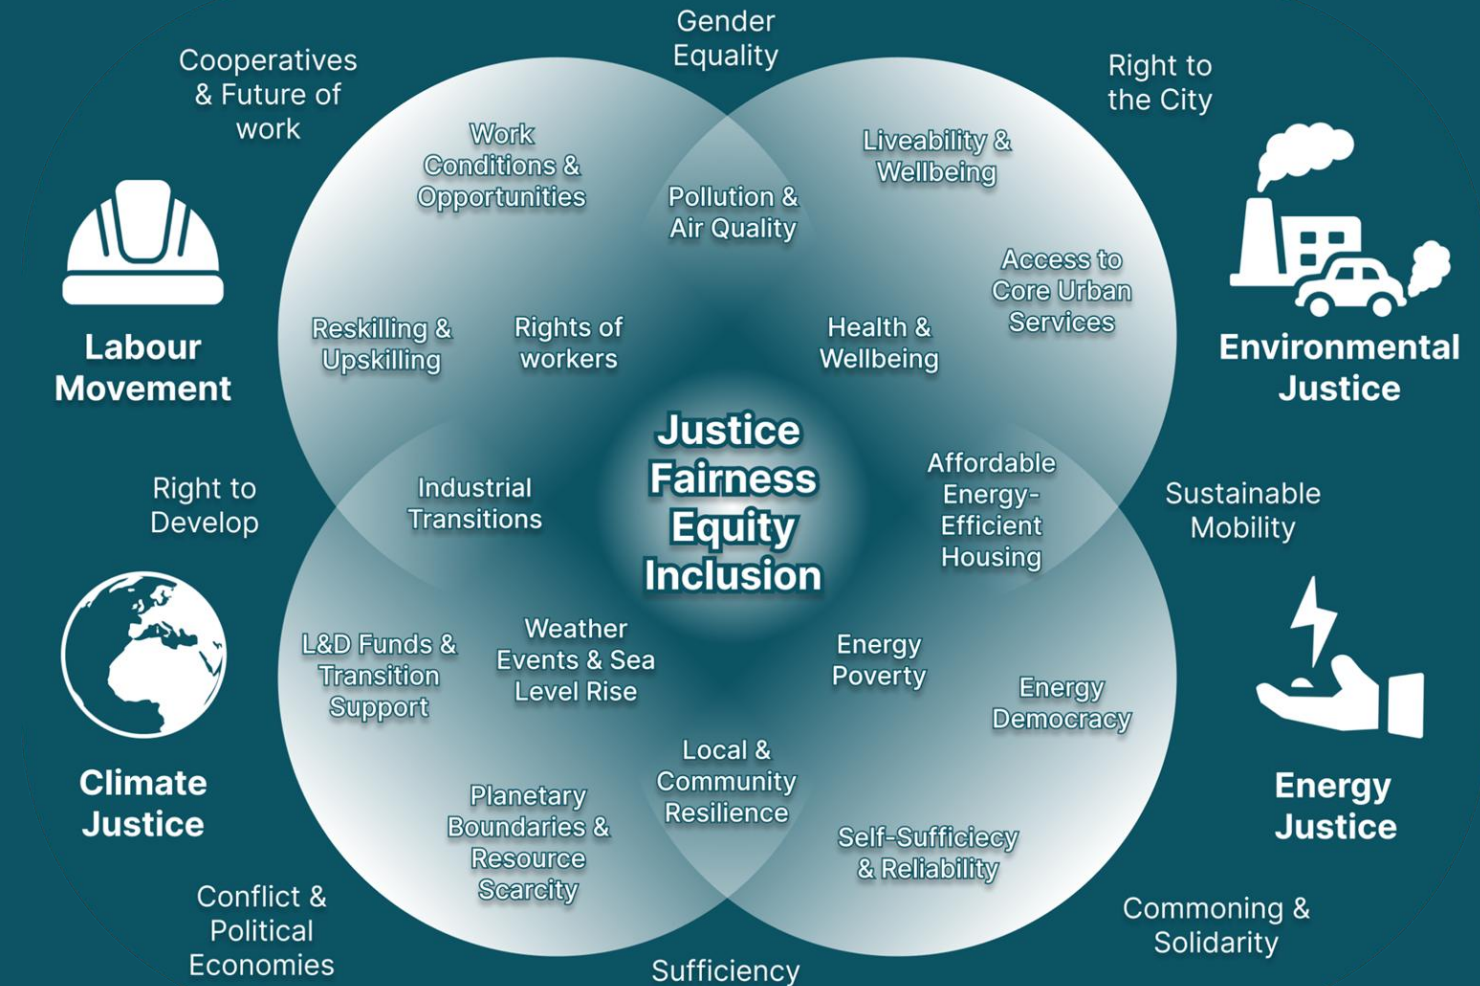 Gender
Equality
Cooperatives
& Future of
work
Right to
the City
Work
Conditions &
Opportunities
Liveability &
Wellbeing
Pollution &
Air Quality
Access to
Core Urban
Services
Labour
Movement
Reskilling &
Upskilling
Rights of
workers
Health &
Wellbeing
Environmental
Justice
Justice
Fairness
Equity
Inclusion
Right to
Develop
Industrial
Transitions
Affordable
Energy-
Efficient
Housing
Sustainable
Mobility
L&D Funds &
Transition
Support
Weather
Events & Sea
Level Rise
Energy
Poverty
Energy
Democracy
Climate
Justice
Local &
Community
Resilience
Energy
Justice
Planetary
Boundaries &
Resource
Scarcity
Self-Sufficiecy
& Reliability
Conflict &
Political
Economies
Commoning &
Solidarity
Sufficiency